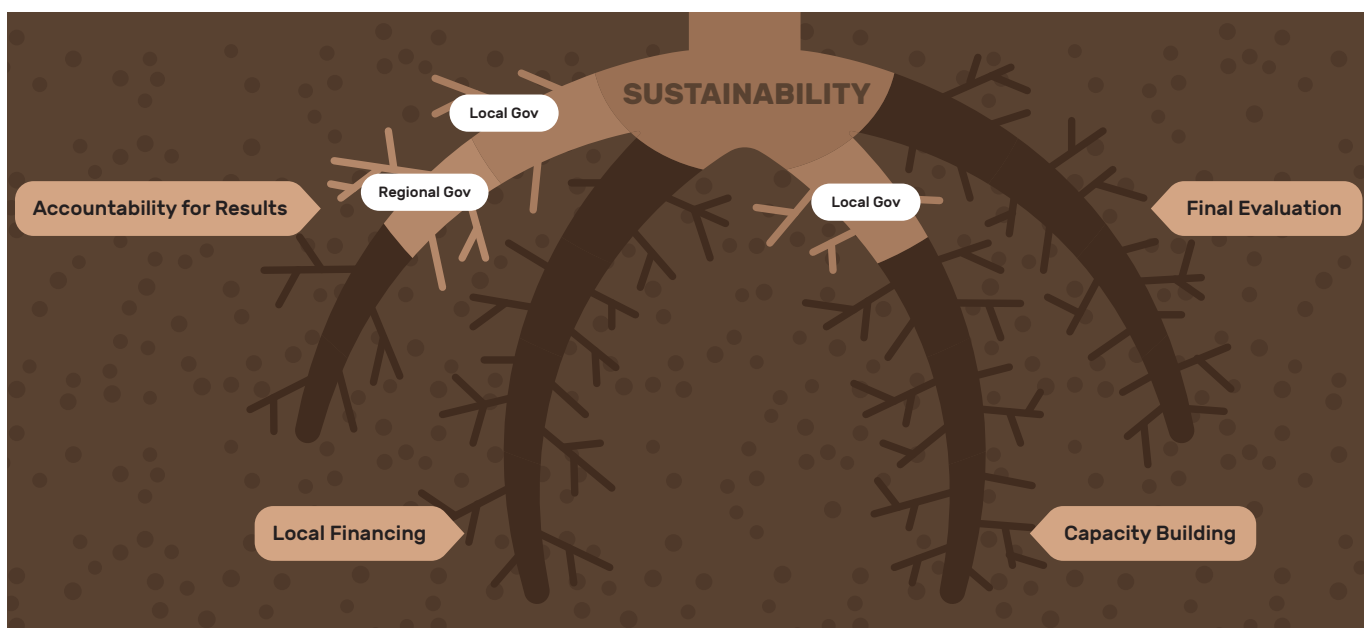 SUSTAINABILITY
Local Gov
Regional Gov
Local Gov
Accountability for Results
Final Evaluation
Local Financing
Capacity Building